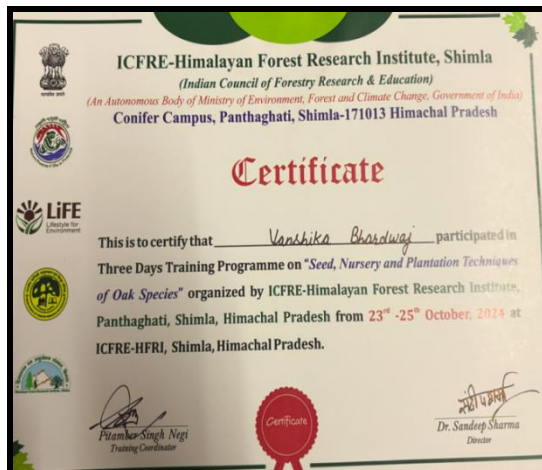 ICFRE-Himalayan Forest Research Institute, Shimla
(Indian Council of Forestry Research & Education)
(An Autonomous Body of Ministry of Environment, Forest and Climate Change, Government of India)
Conifer Campus, Panthaghati, Shimla-171013 Himachal Pradesh
Certificate
LiFE
Lifestyle for
Environment
This is to certify that Vanshika Bhardwaj participated in
Three Days Training Programme on "Seed, Nursery and Plantation Techniques
of Oak Species" organized by ICFRE-Himalayan Forest Research Institute,
Panthaghati, Shimla, Himachal Pradesh from 23rd -25th October, 2024 at
ICFRE-HFRI, Shimla, Himachal Pradesh.
Certificate
Pitamber Singh Negi
Training Coordinator
Dr. Sandeep Sharma
Director